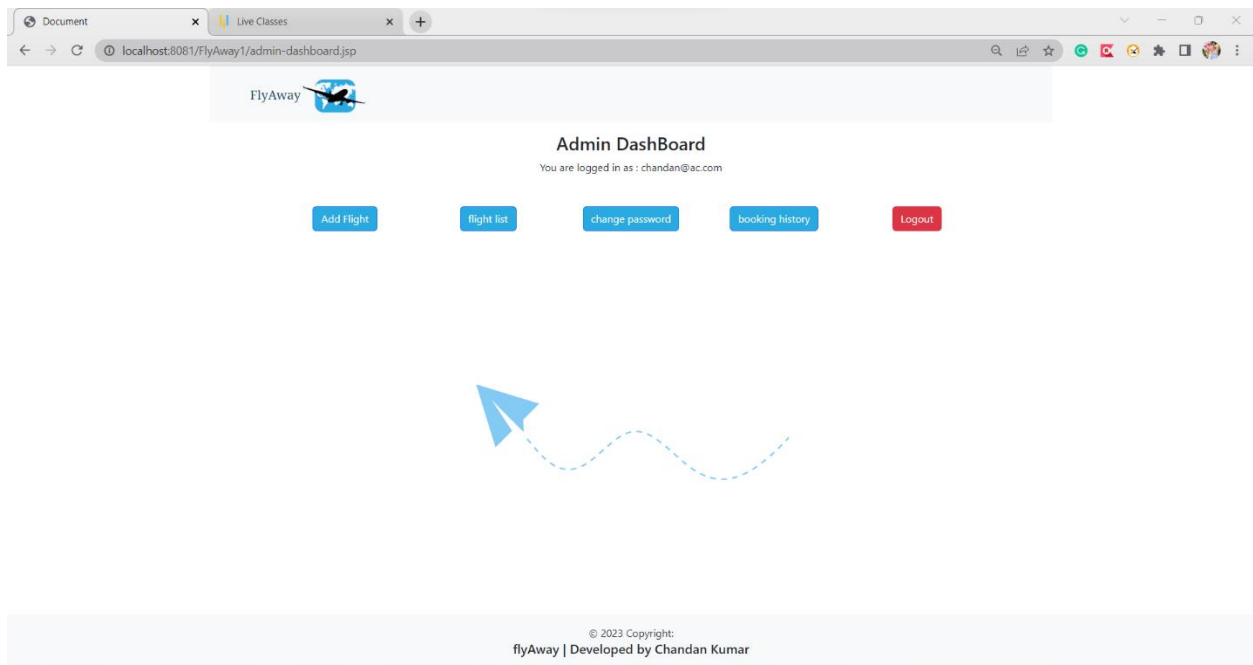 Document
Live Classes
localhost:8081/FlyAway1/admin-dashboard.jsp
FlyAway
Admin DashBoard
You are logged in as : chandan@ac.com
Add Flight
flight list
change password
booking history
Logout
© 2023 Copyright:
flyAway | Developed by Chandan Kumar